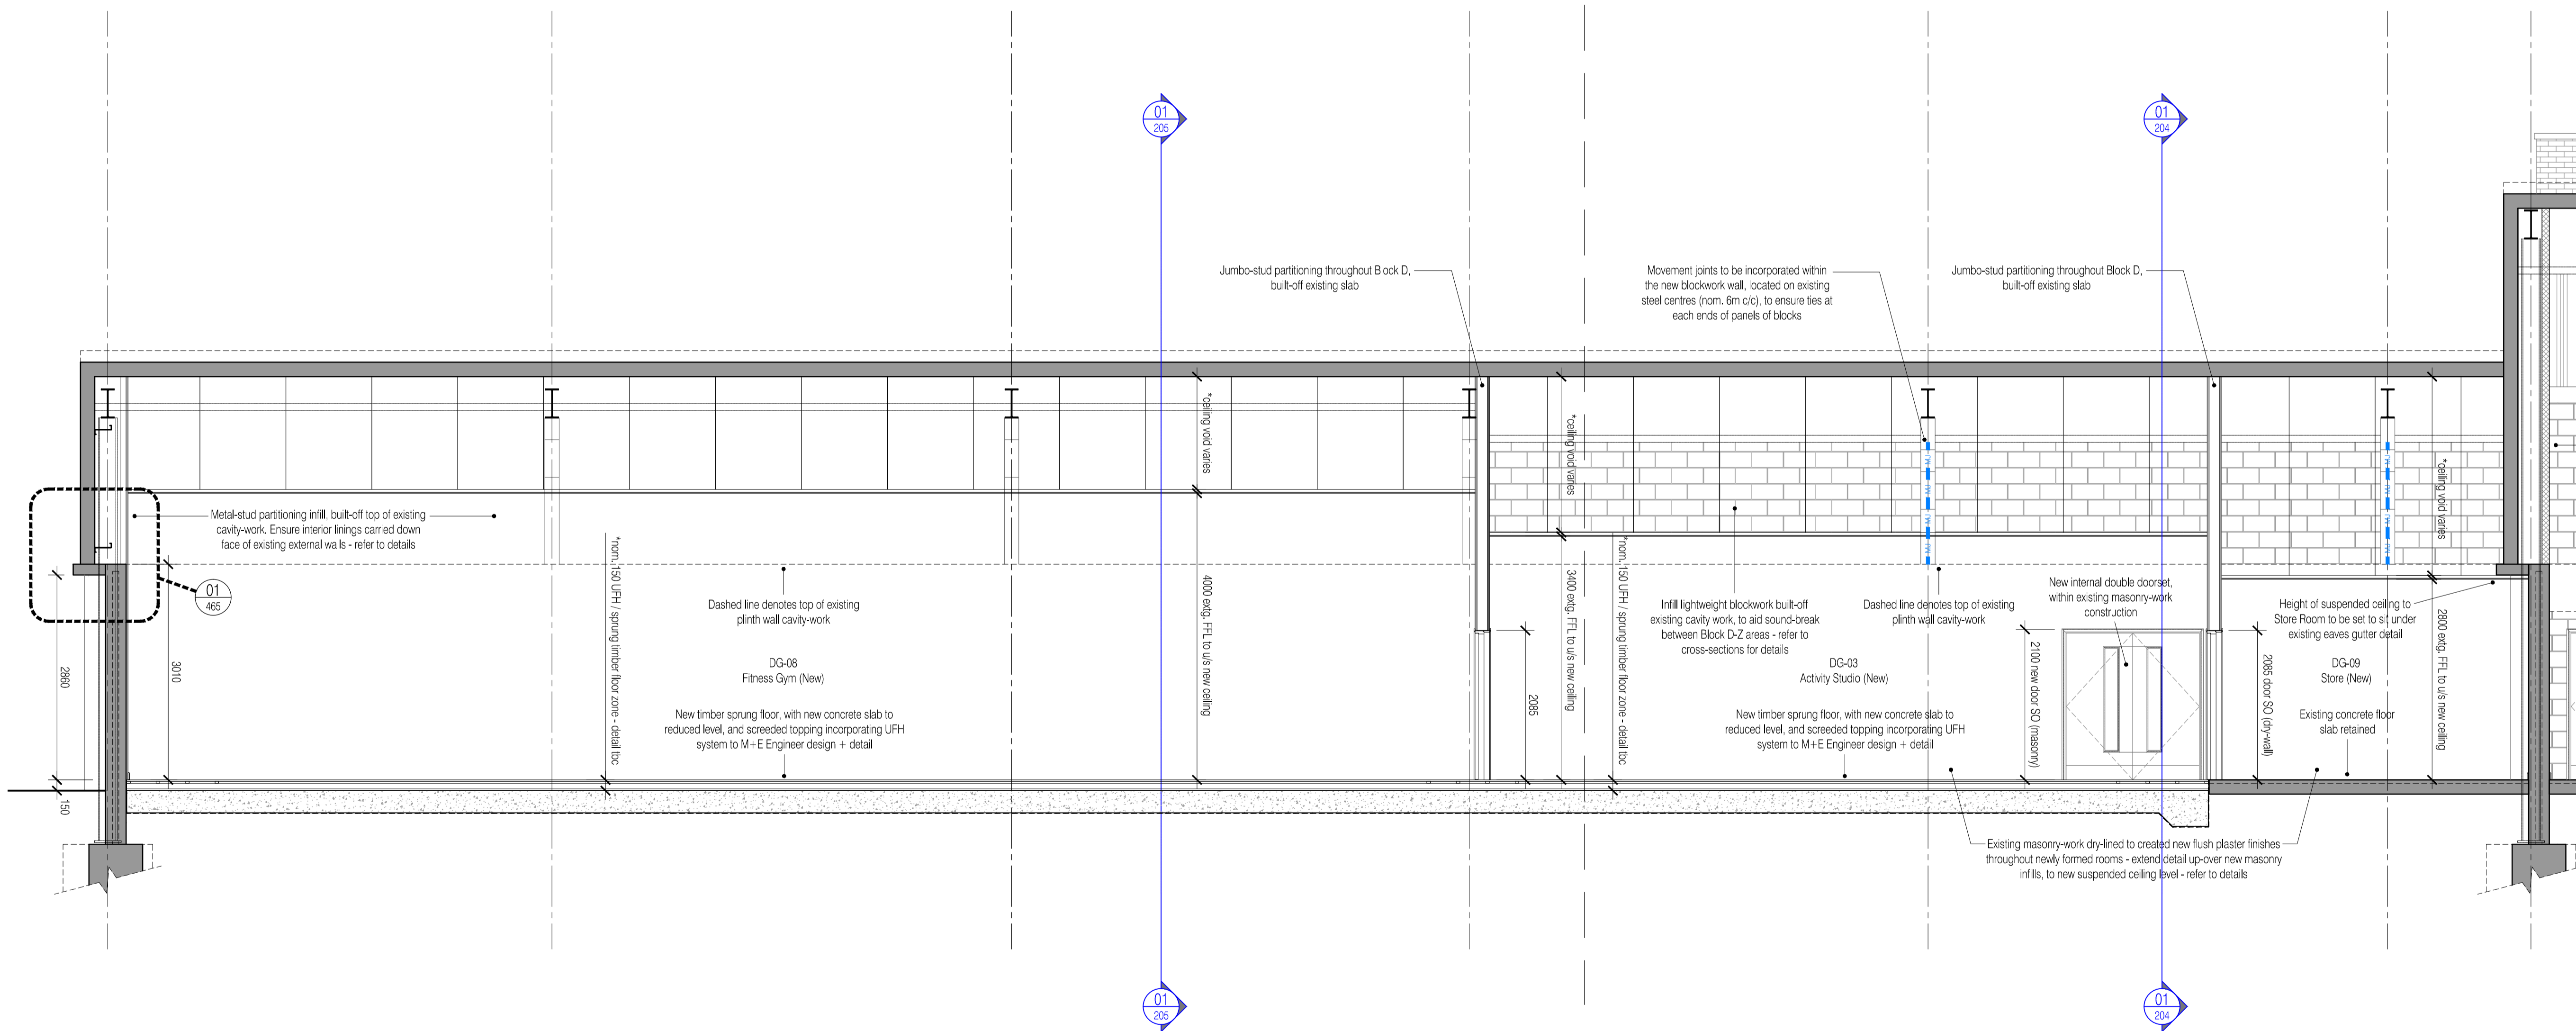 01
205
01
204
Jumbo-stud partitioning throughout Block D,
built-off existing slab
Movement joints to be incorporated within
the new blockwork wall, located on existing
steel centres (nom. 6m c/c), to ensure ties at
each ends of panels of blocks
Jumbo-stud partitioning throughout Block D,
built-off existing slab
*ceiling void varies
*ceiling void varies
*ceiling void varies
MJ MJ MJ MJ
MJ MJ MJ MJ
Metal-stud partitioning infill, built-off top of existing
cavity-work. Ensure interior linings carried down
face of existing external walls - refer to details
01
465
2860
150
3010
*nom. 150 UFH / sprung timber floor zone - detail tbc
Dashed line denotes top of existing
plinth wall cavity-work
DG-08
Fitness Gym (New)
New timber sprung floor, with new concrete slab to
reduced level, and screeded topping incorporating UFH
system to M+E Engineer design + detail
4000 extg. FFL to u/s new ceiling
2085
3400 extg. FFL to u/s new ceiling
*nom. 150 UFH / sprung timber floor zone - detail tbc
Infill lightweight blockwork built-off
existing cavity work, to aid sound-break
between Block D-Z areas - refer to
cross-sections for details
Dashed line denotes top of existing
plinth wall cavity-work
DG-03
Activity Studio (New)
New timber sprung floor, with new concrete slab to
reduced level, and screeded topping incorporating UFH
system to M+E Engineer design + detail
2100 new door SO (masonry)
New internal double doorset,
within existing masonry-work
construction
2085 door SO (dry-wall)
Height of suspended ceiling to
Store Room to be set to sit under
existing eaves gutter detail
DG-09
Store (New)
Existing concrete floor
slab retained
2800 extg. FFL to u/s new ceiling
Existing masonry-work dry-lined to created new flush plaster finishes
throughout newly formed rooms - extend detail up-over new masonry
infills, to new suspended ceiling level - refer to details
01
205
01
204